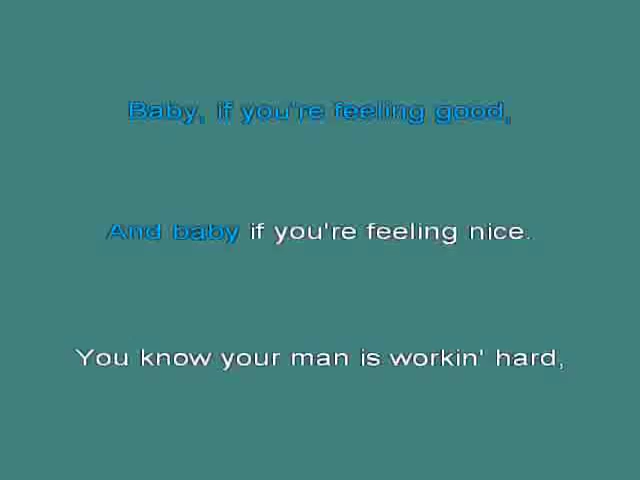 Baby, if you're feeling good,
And baby if you're feeling nice.
You know your man is workin' hard,